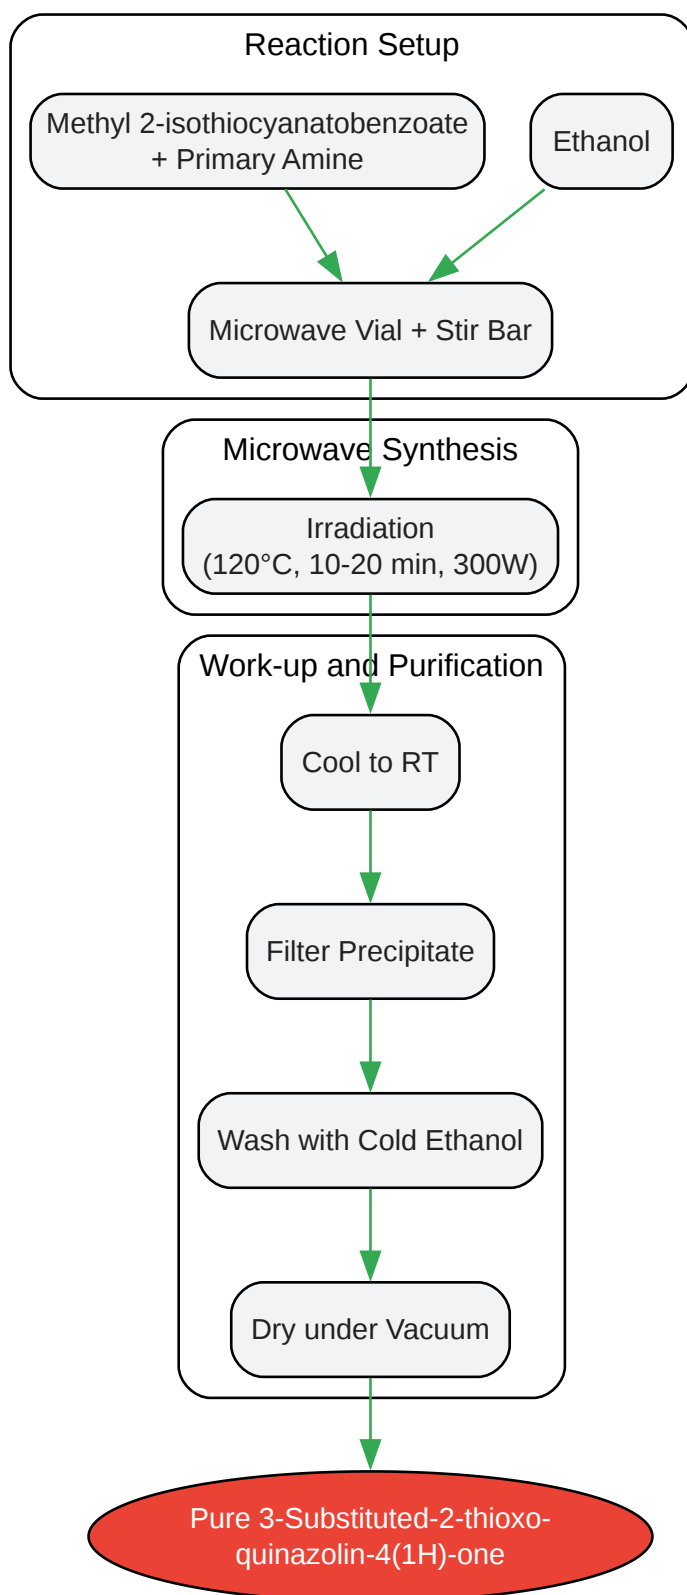 Reaction Setup
Methyl 2-isothiocyanatobenzoate
+ Primary Amine
Ethanol
Microwave Vial + Stir Bar
Microwave Synthesis
Irradiation
(120°C, 10-20 min, 300W)
Work-up and Purification
Cool to RT
Filter Precipitate
Wash with Cold Ethanol
Dry under Vacuum
Pure 3-Substituted-2-thioxo-
quinazolin-4(1H)-one